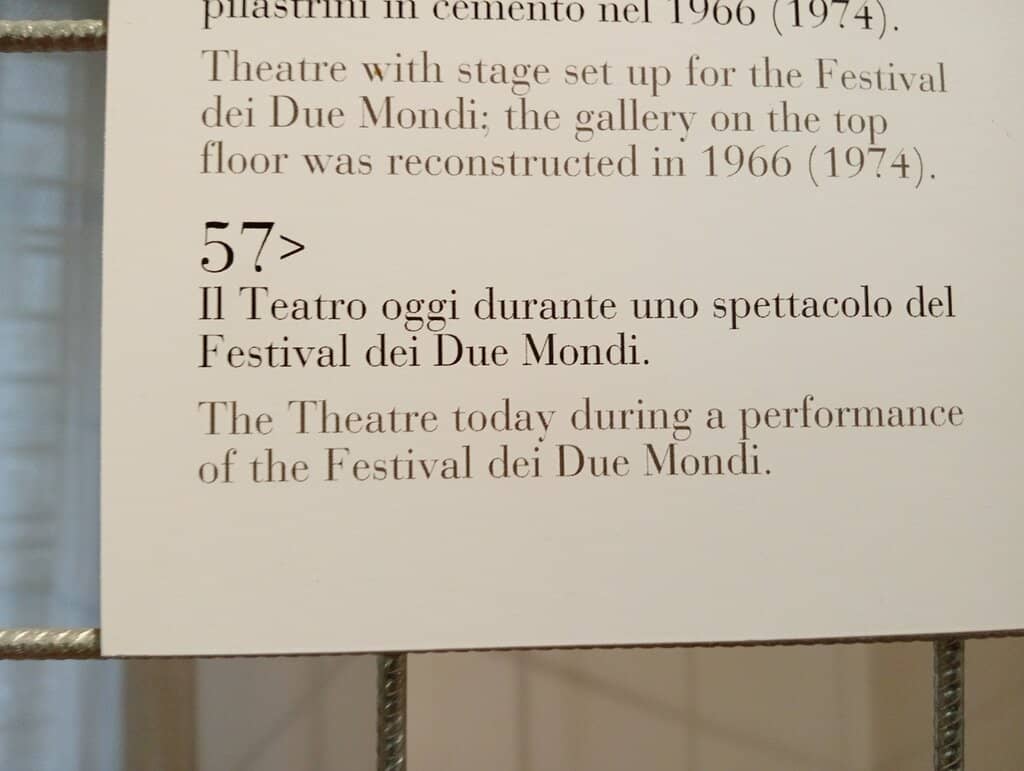 pilastrini in cemento nel 1966 (1974).
Theatre with stage set up for the Festival
dei Due Mondi; the gallery on the top
floor was reconstructed in 1966 (1974).
57>
Il Teatro oggi durante uno spettacolo del
Festival dei Due Mondi.
The Theatre today during a performance
of the Festival dei Due Mondi.